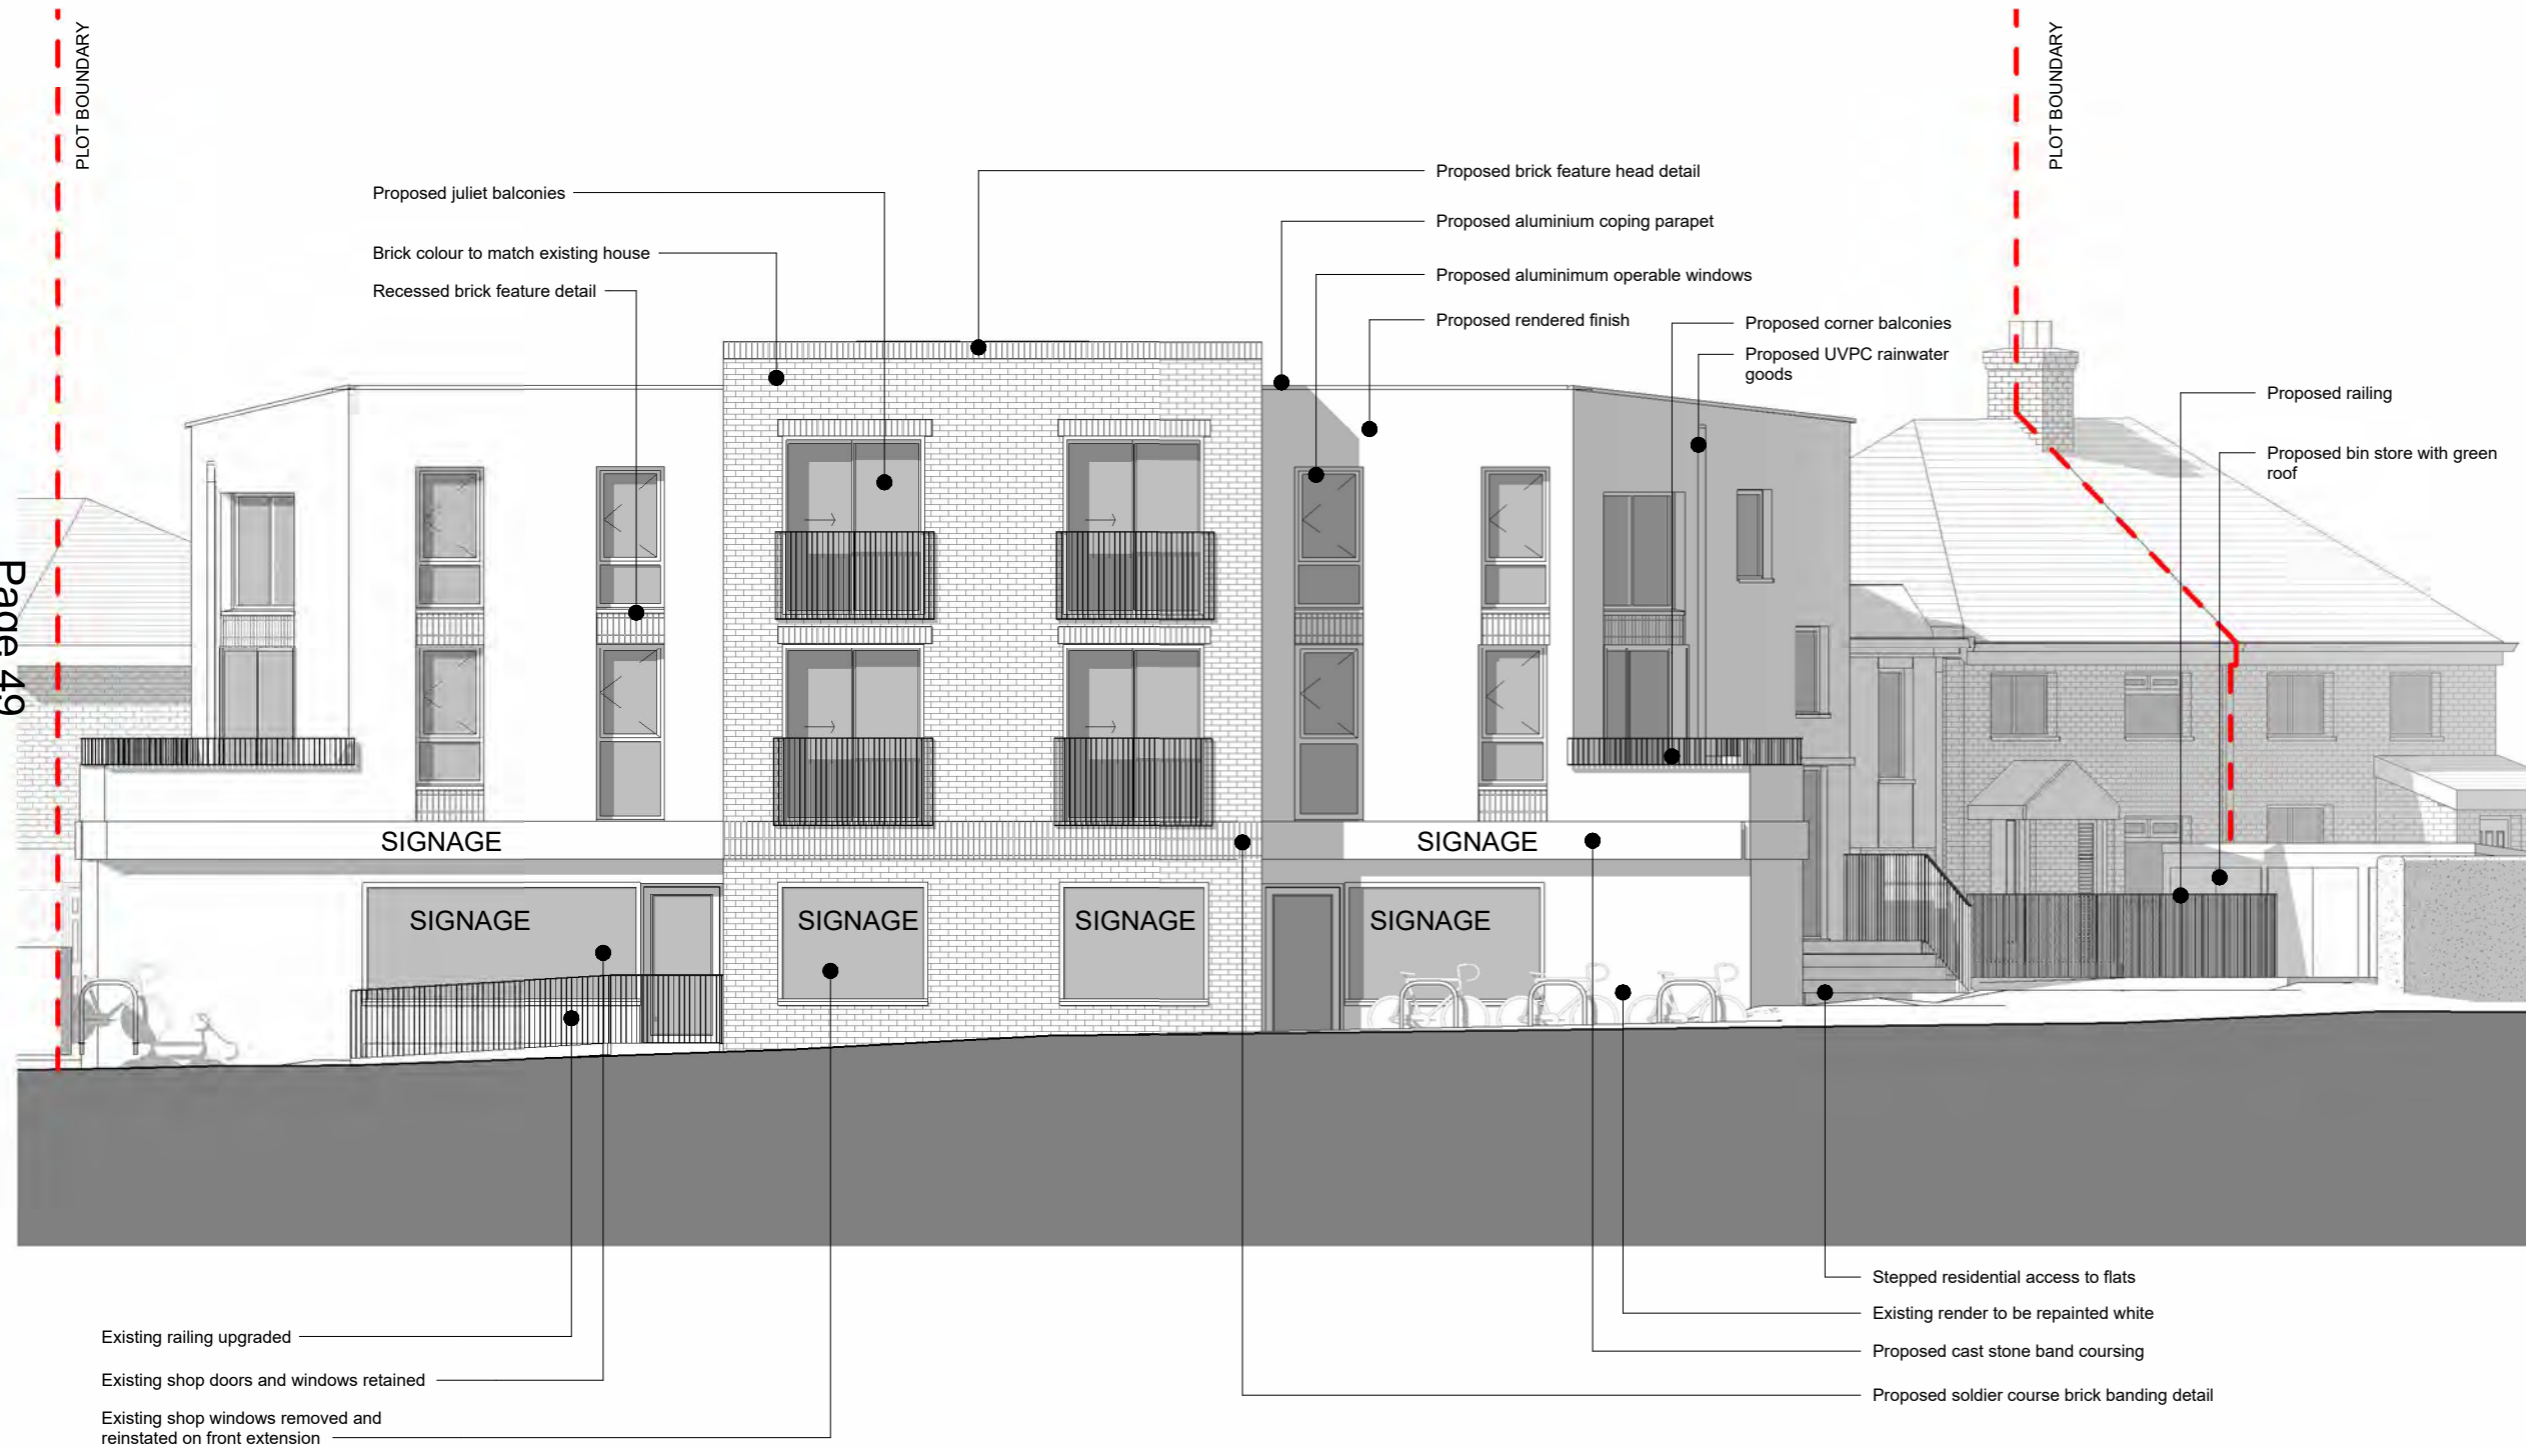 PLOT BOUNDARY
PLOT BOUNDARY
Proposed brick feature head detail
Proposed juliet balconies
Proposed aluminium coping parapet
Brick colour to match existing house
Proposed aluminimum operable windows
Recessed brick feature detail
Proposed rendered finish
Proposed corner balconies
Proposed UVPC rainwater
goods
Proposed railing
Proposed bin store with green
roof
Page 49
SIGNAGE
SIGNAGE
SIGNAGE
SIGNAGE
SIGNAGE
SIGNAGE
Stepped residential access to flats
Existing render to be repainted white
Existing railing upgraded
Proposed cast stone band coursing
Existing shop doors and windows retained
Proposed soldier course brick banding detail
Existing shop windows removed and
reinstated on front extension